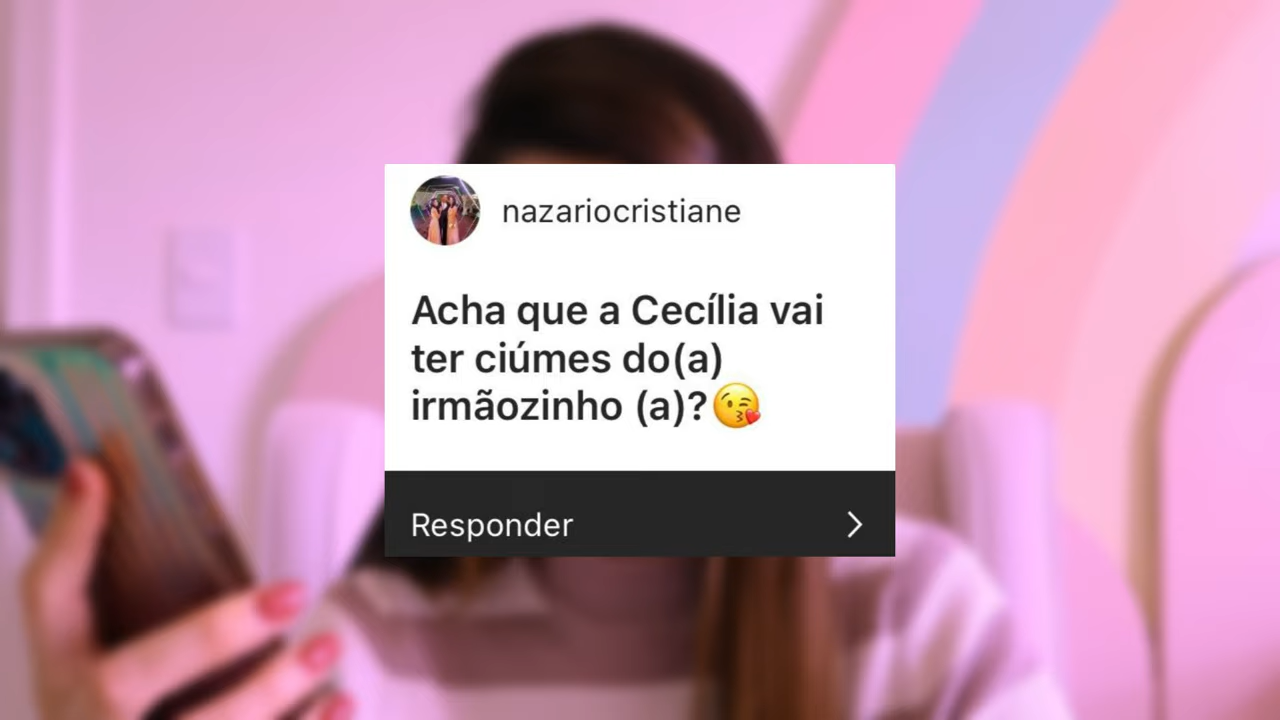 nazariocristiane
Acha que a Cecília vai
ter ciúmes do(a)
irmãozinho (a)?😘
Responder